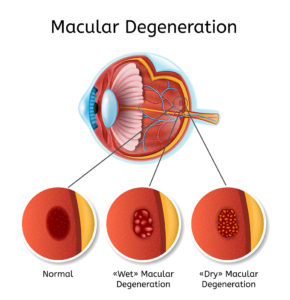 Macular Degeneration
Normal
«Wet» Macular
Degeneration
«Dry» Macular
Degeneration